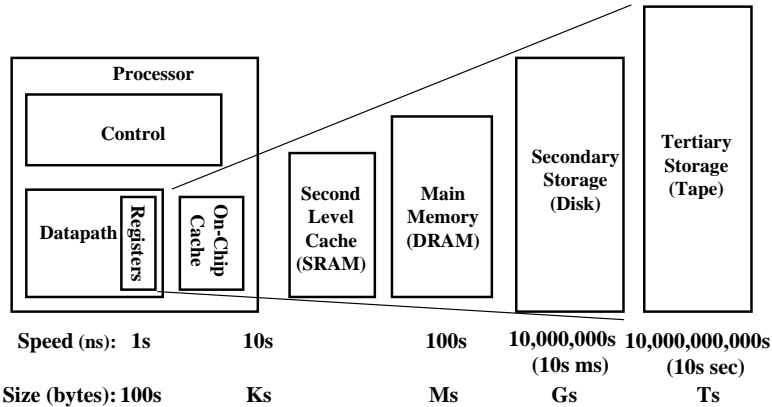 Processor
Control
Datapath
Registers
On-Chip
Cache
Second
Level
Cache
(SRAM)
Main
Memory
(DRAM)
Secondary
Storage
(Disk)
Tertiary
Storage
(Tape)
Speed (ns): 1s 10s 100s 10,000,000s 10,000,000,000s
(10s ms) (10s sec)
Size (bytes): 100s Ks Ms Gs Ts